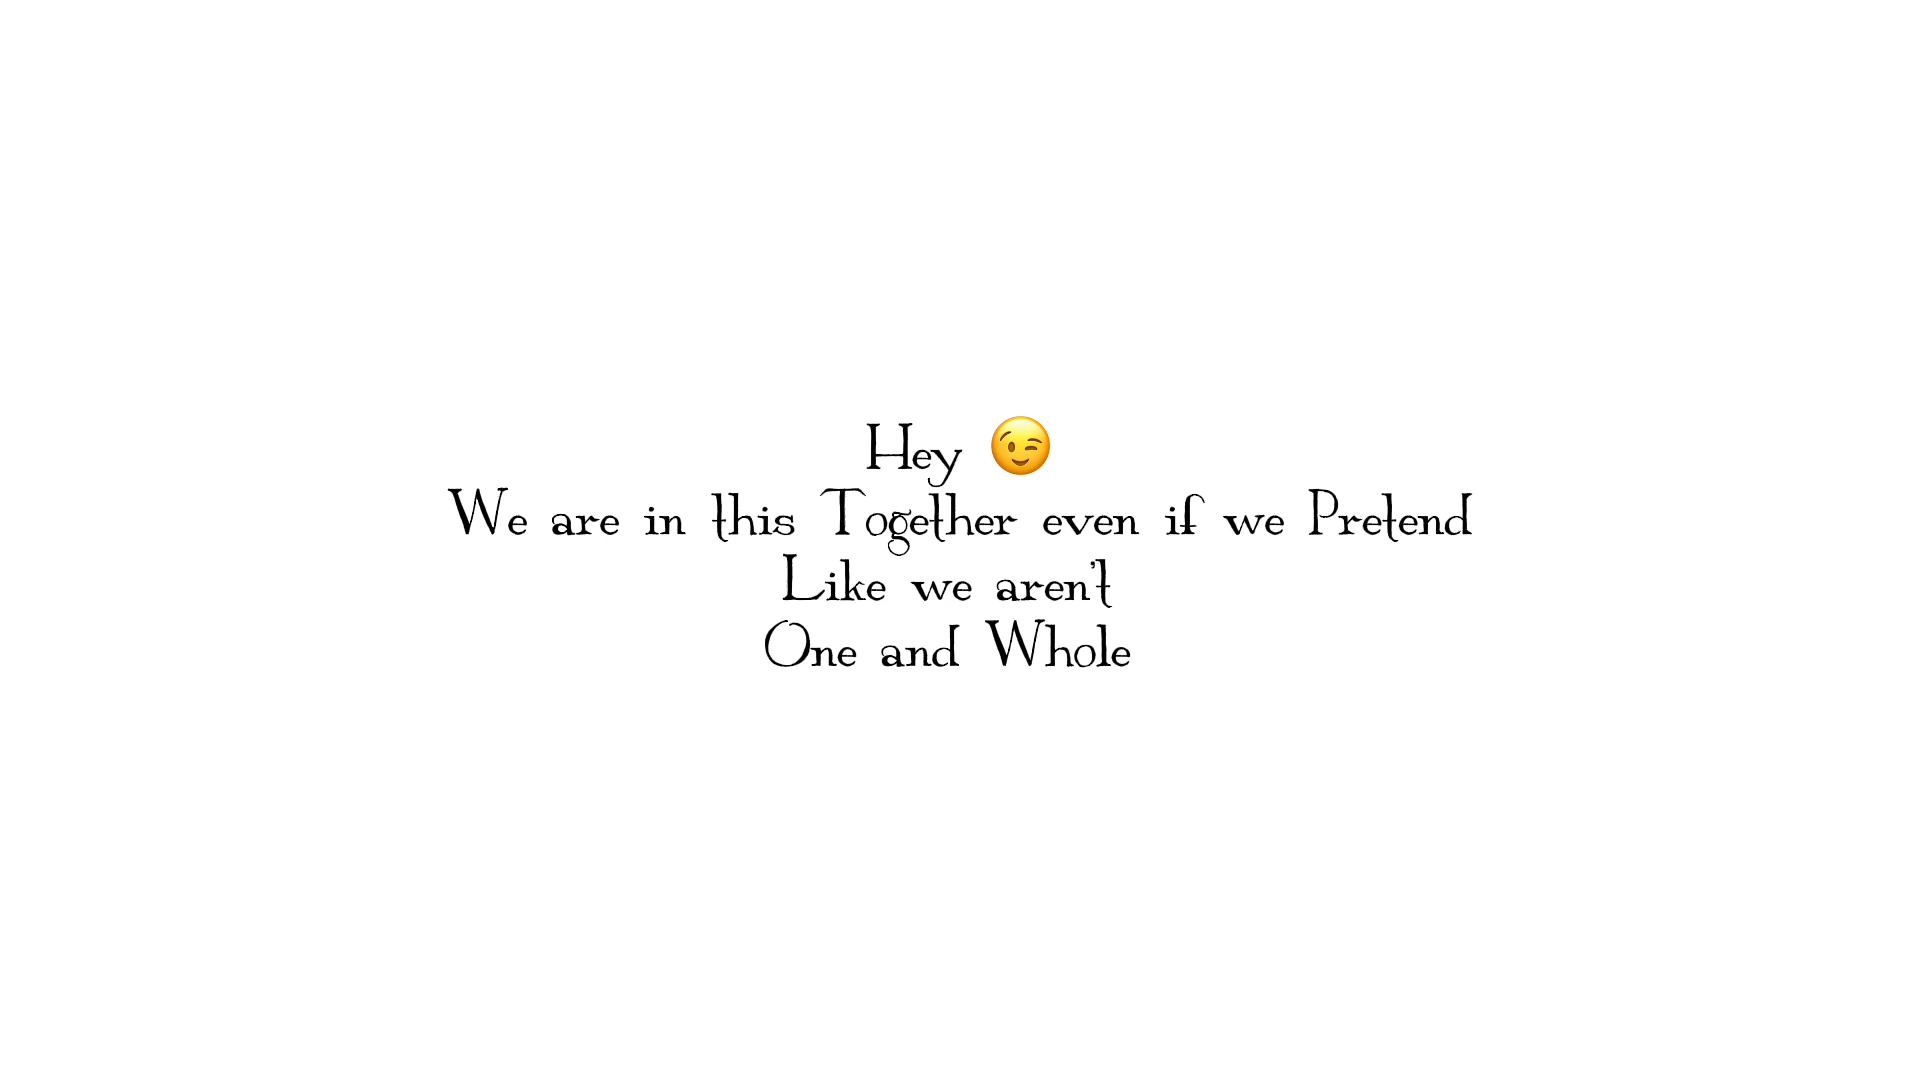 Hey 😉
We are in this Together even if we Pretend
Like we aren't
One and Whole